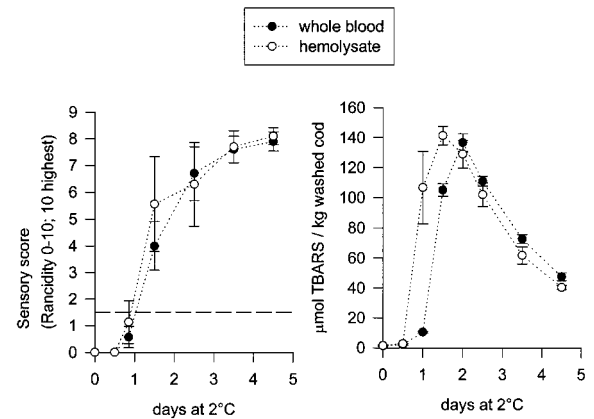 whole blood
hemolysate
Sensory score
(Rancidity 0-10; 10 highest)
9
8
7
6
5
4
3
2
1
0
0 1 2 3 4 5
days at 2°C
µmol TBARS / kg washed cod
160
140
120
100
80
60
40
20
0
0 1 2 3 4 5
days at 2°C